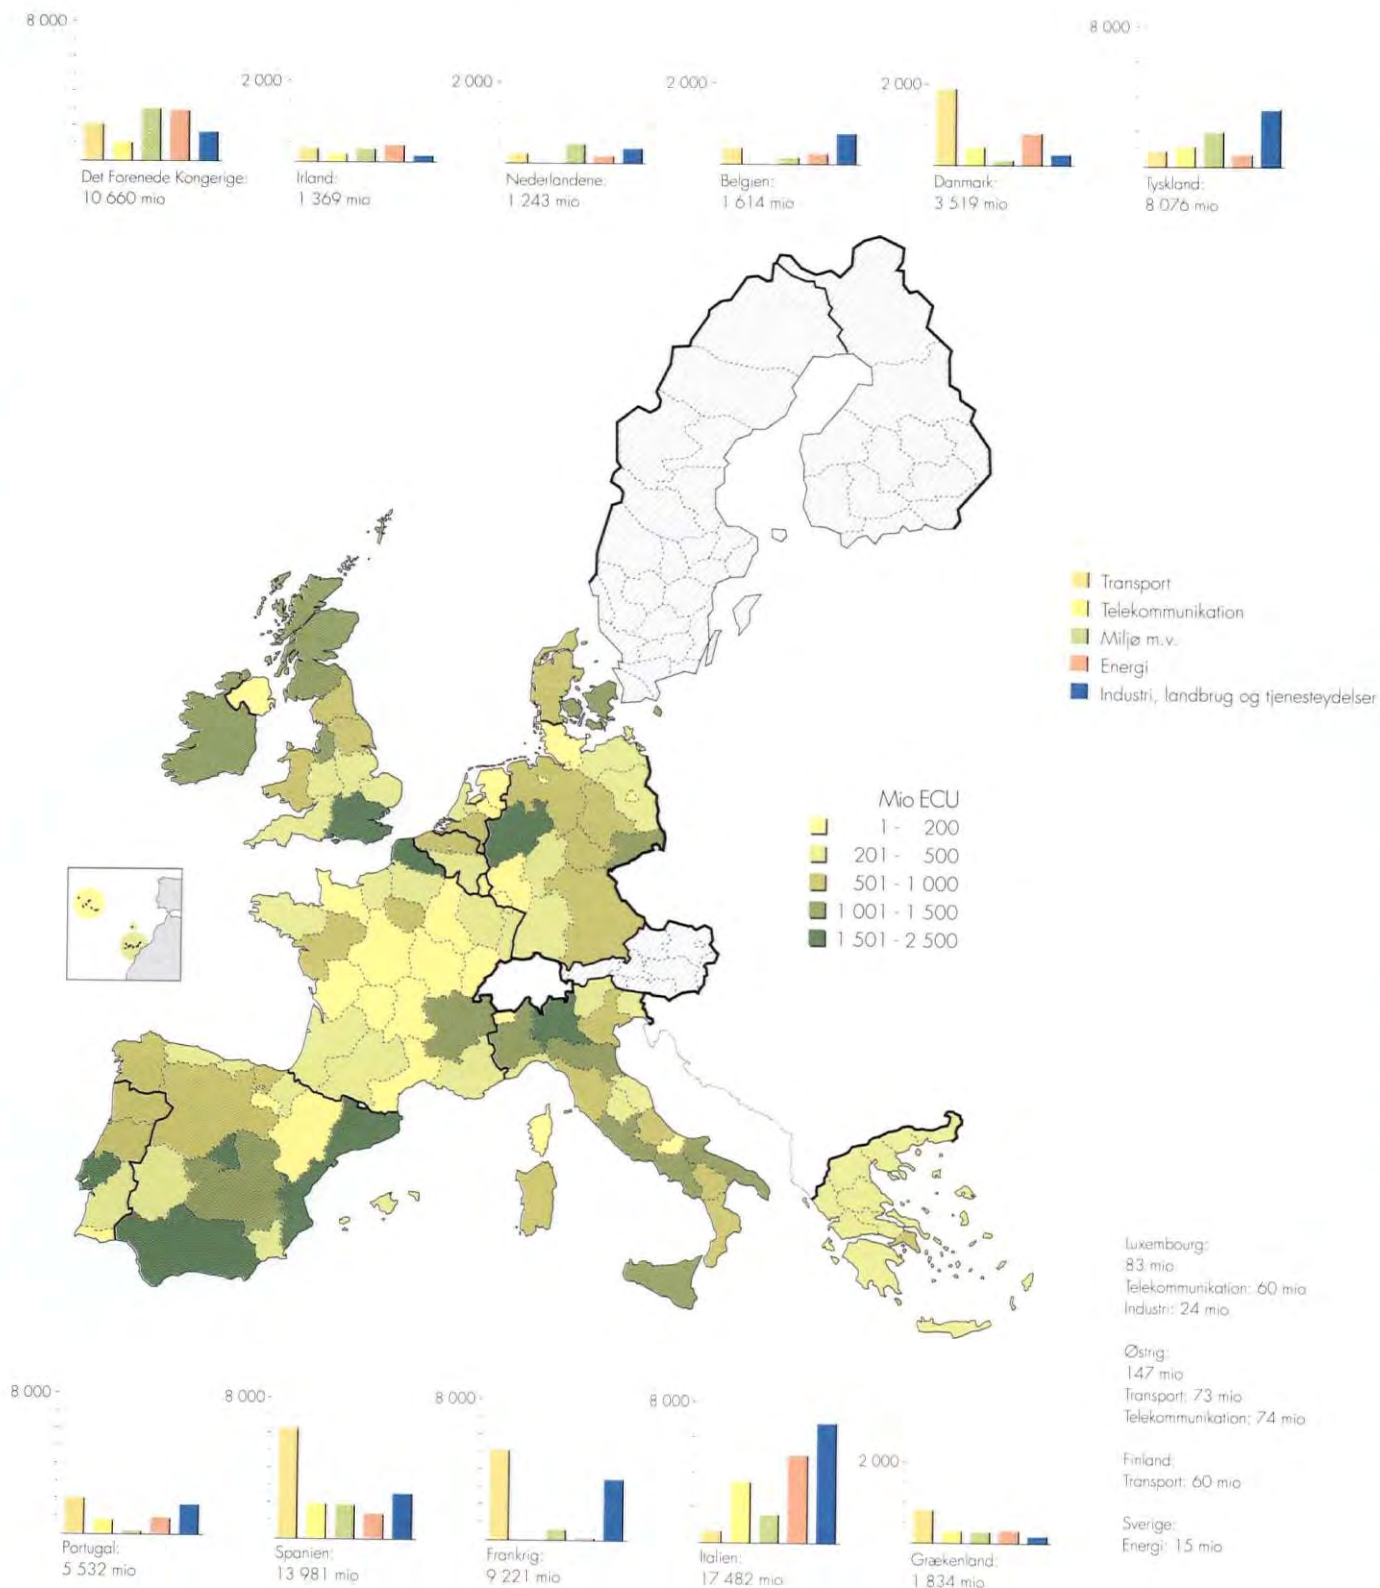 8 000
2 000
2 000
2 000
2 000
8 000
Det Forenede Kongerige:
10 660 mio
Irland:
1 369 mio
Nederlandene:
1 243 mio
Belgien:
1 614 mio
Danmark:
3 519 mio
Tyskland:
8 076 mio
Transport
Telekommunikation
Miljø m.v.
Energi
Industri, landbrug og tjenesteydelser
Mio ECU
1 - 200
201 - 500
501 - 1 000
1 001 - 1 500
1 501 - 2 500
Luxembourg:
83 mio
Telekommunikation: 60 mio
Industri: 24 mio
Østrig:
147 mio
Transport: 73 mio
Telekommunikation: 74 mio
Finland:
Transport: 60 mio
Sverige:
Energi: 15 mio
8 000
8 000
8 000
8 000
2 000
Portugal:
5 532 mio
Spanien:
13 981 mio
Frankrig:
9 221 mio
Italien:
17 482 mio
Grækenland:
1 834 mio